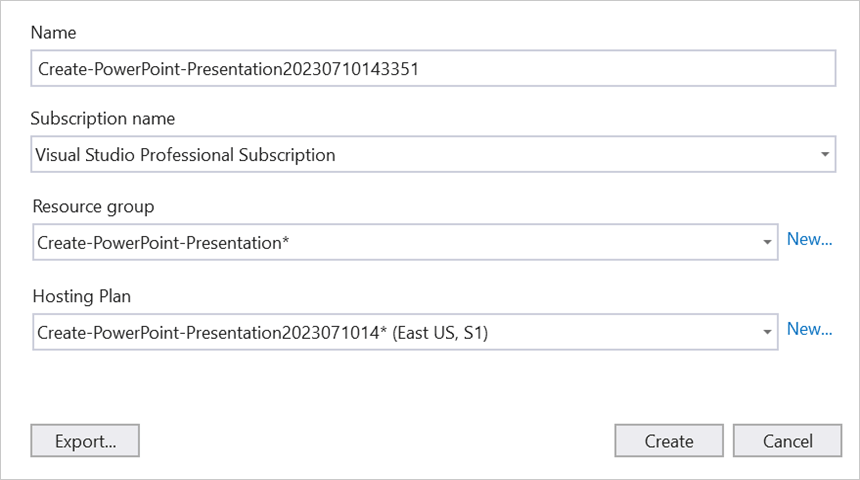 Name
Create-PowerPoint-Presentation20230710143351
Subscription name
Visual Studio Professional Subscription
Resource group
Create-PowerPoint-Presentation*
New...
Hosting Plan
Create-PowerPoint-Presentation2023071014* (East US, S1)
New...
Export...
Create
Cancel